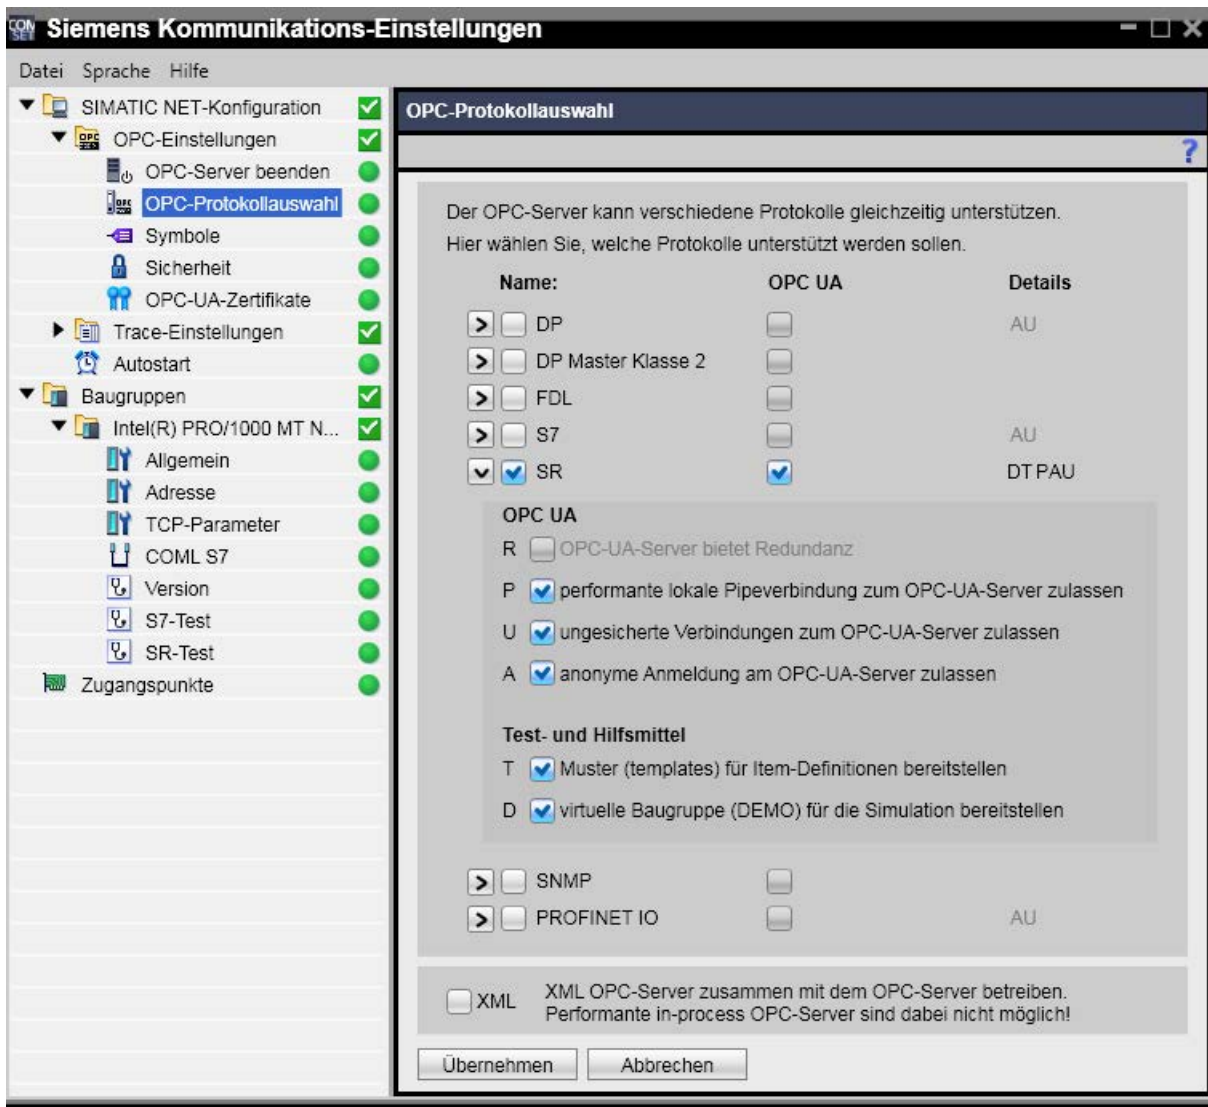 Siemens Kommunikations-Einstellungen
Datei Sprache Hilfe
SIMATIC NET-Konfiguration
OPC-Einstellungen
OPC-Server beenden
OPC-Protokollauswahl
Symbole
Sicherheit
OPC-UA-Zertifikate
Trace-Einstellungen
Autostart
Baugruppen
Intel(R) PRO/1000 MT N...
Allgemein
Adresse
TCP-Parameter
COML S7
Version
S7-Test
SR-Test
Zugangspunkte
OPC-Protokollauswahl
?
Der OPC-Server kann verschiedene Protokolle gleichzeitig unterstützen.
Hier wählen Sie, welche Protokolle unterstützt werden sollen.
Name: OPC UA Details
DP AU
DP Master Klasse 2
FDL
S7 AU
SR DT PAU
OPC UA
R OPC-UA-Server bietet Redundanz
P performante lokale Pipeverbindung zum OPC-UA-Server zulassen
U ungesicherte Verbindungen zum OPC-UA-Server zulassen
A anonyme Anmeldung am OPC-UA-Server zulassen
Test- und Hilfsmittel
T Muster (templates) für Item-Definitionen bereitstellen
D virtuelle Baugruppe (DEMO) für die Simulation bereitstellen
SNMP
PROFINET IO AU
XML XML OPC-Server zusammen mit dem OPC-Server betreiben.
Performante in-process OPC-Server sind dabei nicht möglich!
Übernehmen Abbrechen